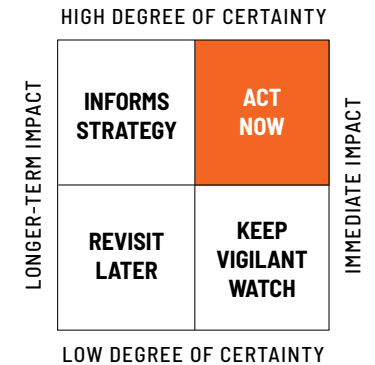 HIGH DEGREE OF CERTAINTY
LONGER-TERM IMPACT
INFORMS
STRATEGY
ACT
NOW
IMMEDIATE IMPACT
REVISIT
LATER
KEEP
VIGILANT
WATCH
LOW DEGREE OF CERTAINTY